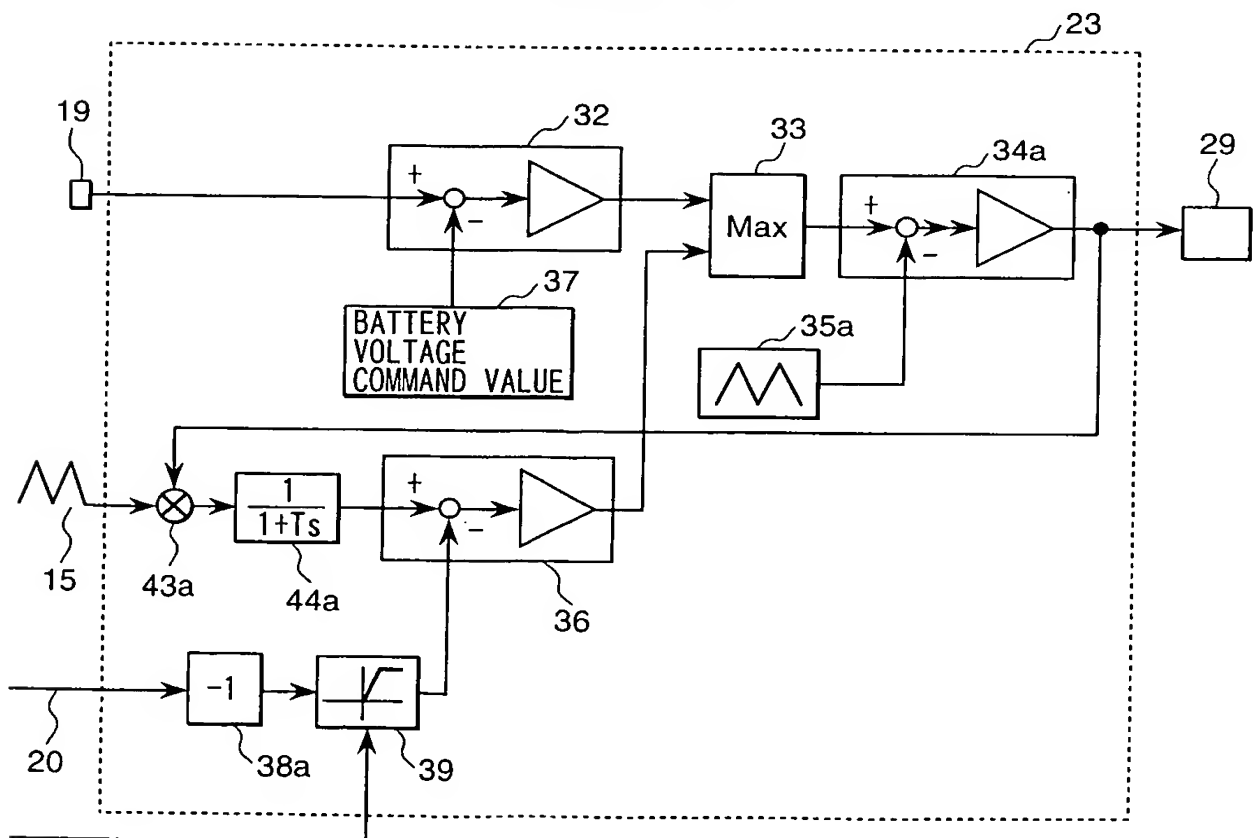 23
19
32
33
34a
29
+
-
Max
+
-
37
BATTERY
VOLTAGE
COMMAND VALUE
35a
15
43a
1
1+Ts
44a
+
-
36
20
-1
38a
39